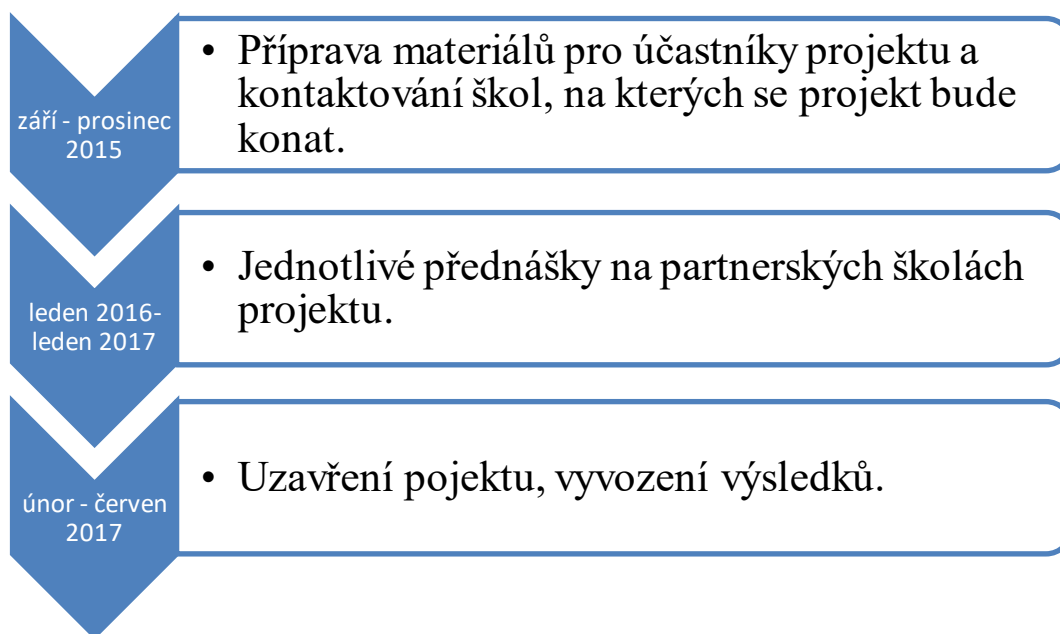 září - prosinec
2015
• Příprava materiálů pro účastníky projektu a
kontaktování škol, na kterých se projekt bude
konat.
leden 2016-
leden 2017
• Jednotlivé přednášky na partnerských školách
projektu.
únor - červen
2017
• Uzavření pojektu, vyvození výsledků.